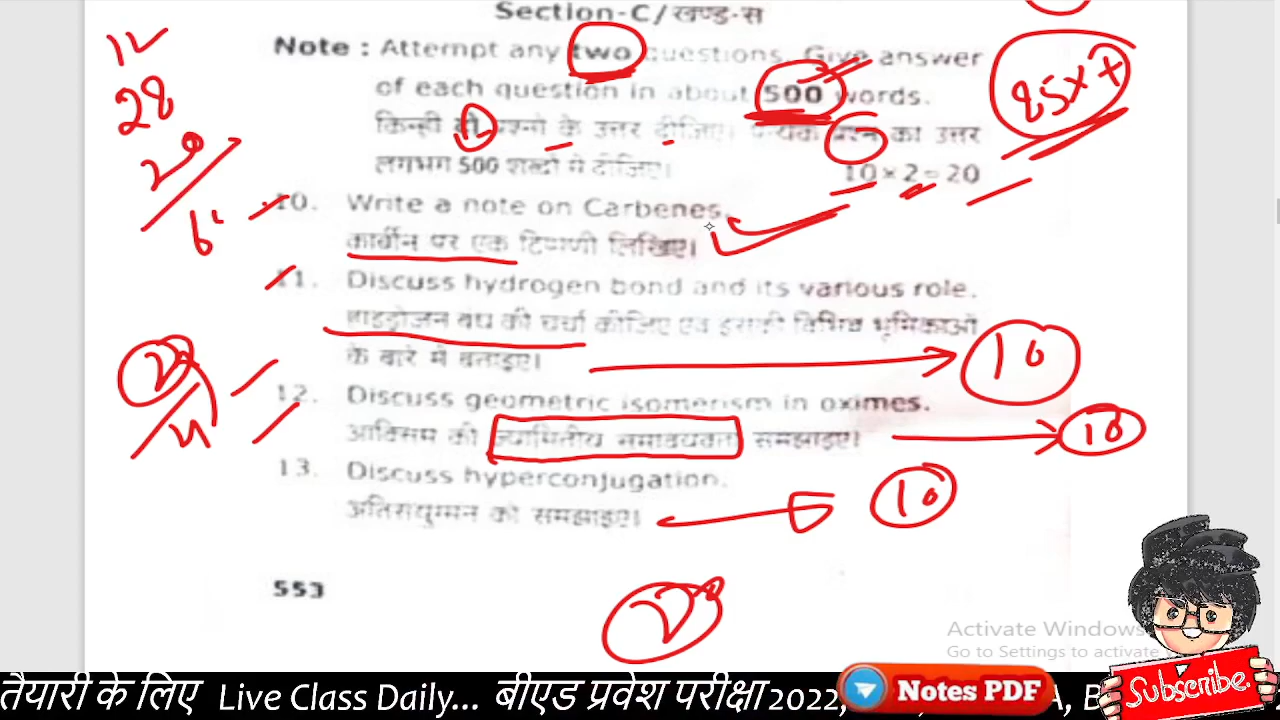 Section-C/खण्ड-स
Note : Attempt any two questions. Give answer
of each question in about 500 words.
किन्हीं दो प्रश्नों के उत्तर दीजिए। प्रत्येक प्रश्न का उत्तर
लगभग 500 शब्दों में दीजिए। 10 × 2 = 20
10. Write a note on Carbenes.
कार्बीन पर एक टिप्पणी लिखिए।
11. Discuss hydrogen bond and its various role.
हाइड्रोजन बंध की चर्चा कीजिए एवं इसकी विभिन्न भूमिकाओं
के बारे में बताइए।
12. Discuss geometric isomerism in oximes.
आक्सिम की ज्यामितीय समावयवता समझाइए।
13. Discuss hyperconjugation.
अतिसंयुग्मन को समझाइए।
553
12
28
20
85x+
10
10
10
Activate Windows
Go to Settings to activate
तैयारी के लिए Live Class Daily... बीएड प्रवेश परीक्षा 2022,
Notes PDF
A, B
Subscribe.